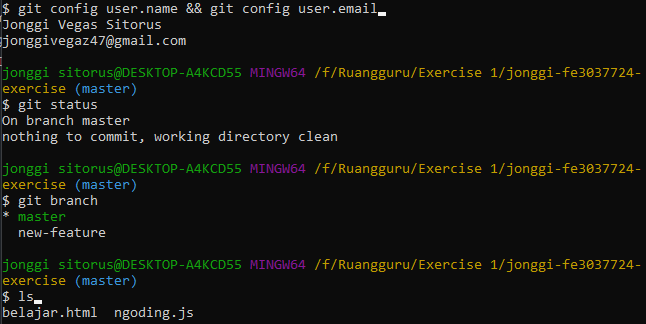 $ git config user.name && git config user.email
Jonggi Vegas Sitorus
jonggivegaz47@gmail.com
jonggi sitorus@DESKTOP-A4KCD55 MINGW64 /f/Ruangguru/Exercise 1/jonggi-fe3037724-
exercise (master)
$ git status
On branch master
nothing to commit, working directory clean
jonggi sitorus@DESKTOP-A4KCD55 MINGW64 /f/Ruangguru/Exercise 1/jonggi-fe3037724-
exercise (master)
$ git branch
* master
  new-feature
jonggi sitorus@DESKTOP-A4KCD55 MINGW64 /f/Ruangguru/Exercise 1/jonggi-fe3037724-
exercise (master)
$ ls
belajar.html  ngoding.js